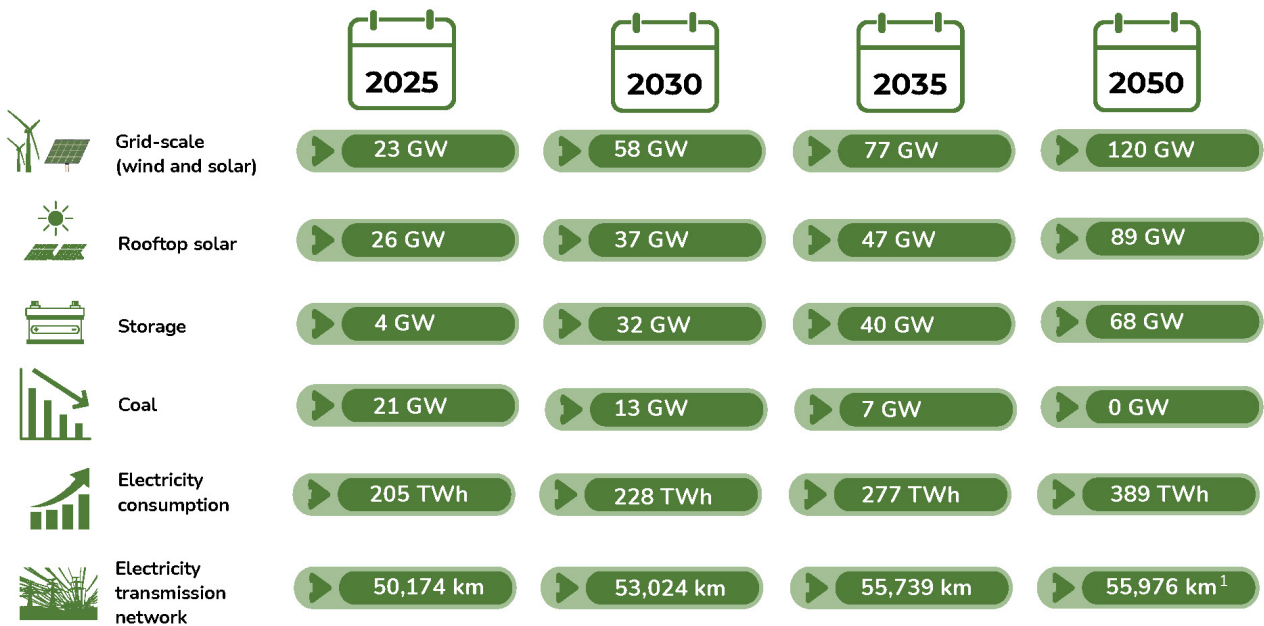 2025 2030 2035 2050
Grid-scale
(wind and solar)
23 GW 58 GW 77 GW 120 GW
Rooftop solar
26 GW 37 GW 47 GW 89 GW
Storage
4 GW 32 GW 40 GW 68 GW
Coal
21 GW 13 GW 7 GW 0 GW
Electricity
consumption
205 TWh 228 TWh 277 TWh 389 TWh
Electricity
transmission
network
50,174 km 53,024 km 55,739 km 55,976 km¹